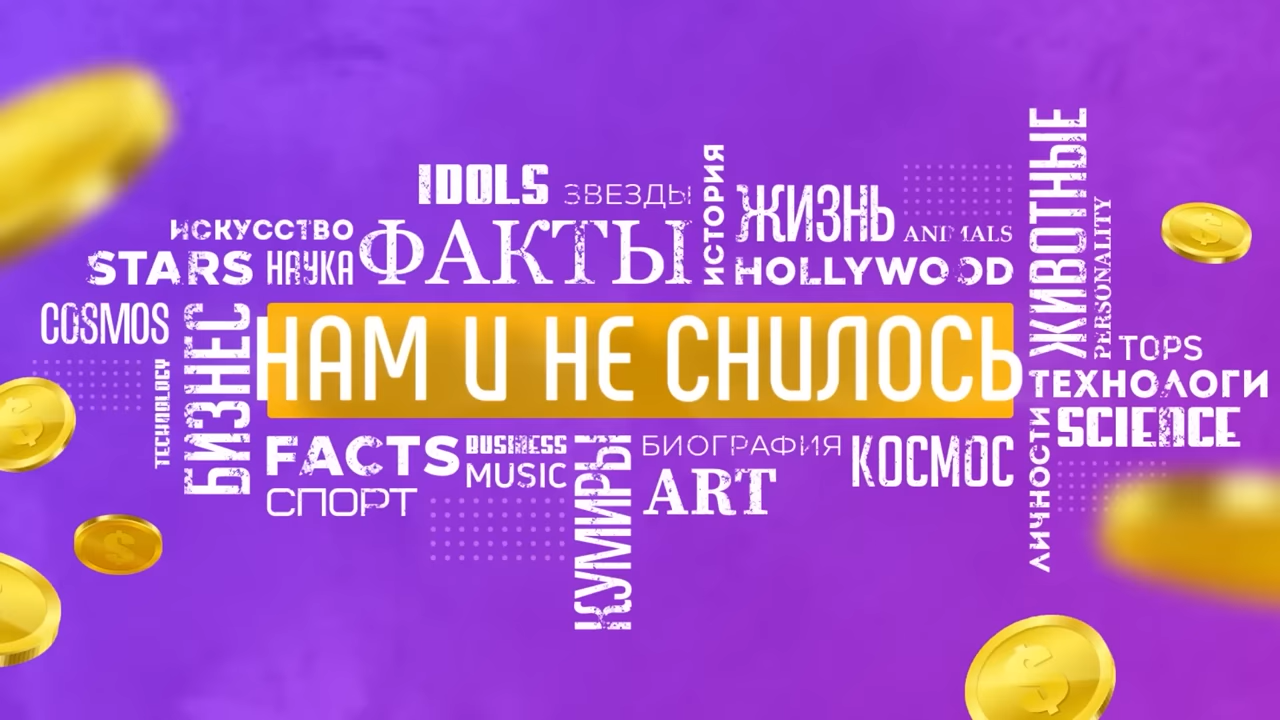 IDOLS ЗВЕЗДЫ
ИСТОРИЯ
ЖИЗНЬ
ЖИВОТНЫЕ
ИСКУССТВО
ФАКТЫ
ANIMALS
PERSONALITY
STARS НАУКА
HOLLYWOOD
COSMOS
БИЗНЕС
НАМ И НЕ СНИЛОСЬ
TOPS
TECHNOLOGY
ТЕХНОЛОГИ
ЛИЧНОСТИ
SCIENCE
FACTS
BUSINESS
MUSIC
КУМИРЫ
БИОГРАФИЯ
КОСМОС
СПОРТ
ART